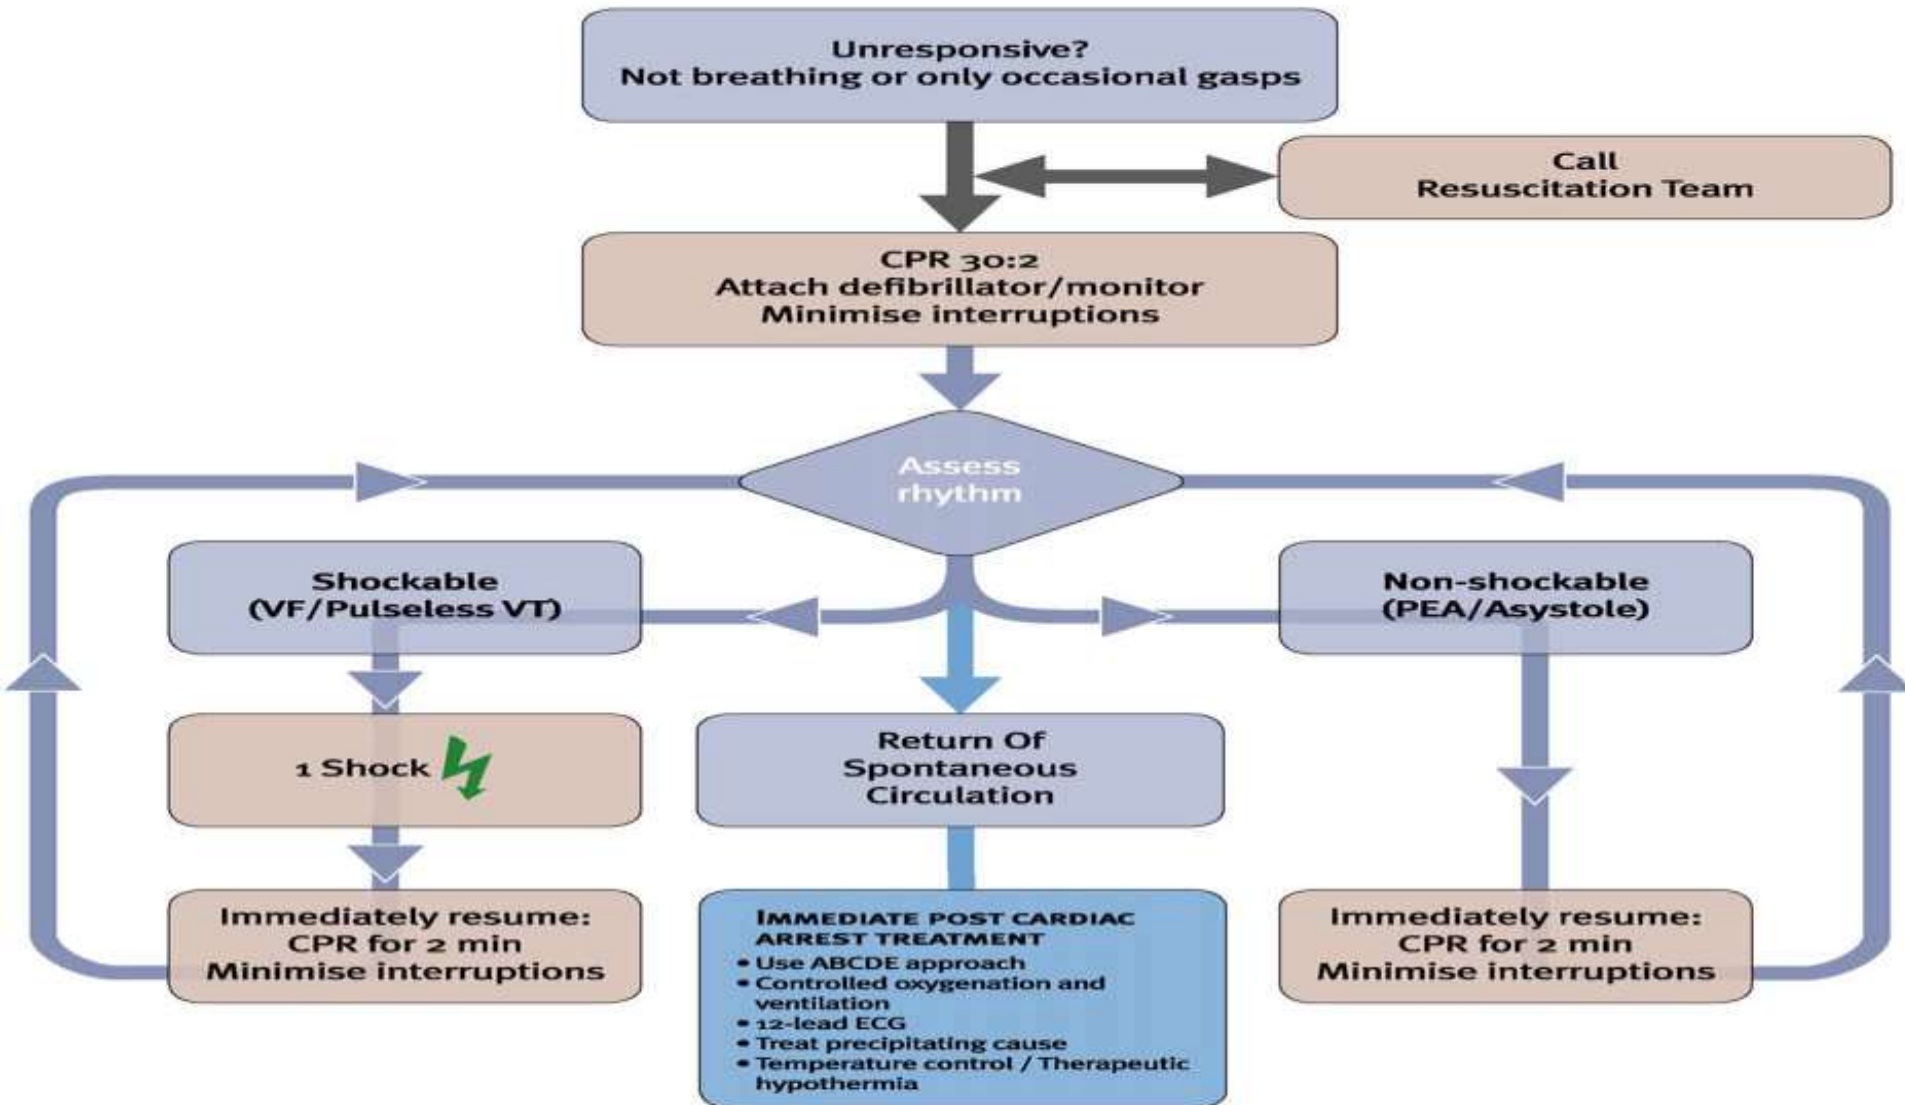 Unresponsive?
Not breathing or only occasional gasps
Call
Resuscitation Team
CPR 30:2
Attach defibrillator/monitor
Minimise interruptions
Assess
rhythm
Shockable
(VF/Pulseless VT)
Non-shockable
(PEA/Asystole)
1 Shock
Return Of
Spontaneous
Circulation
Immediately resume:
CPR for 2 min
Minimise interruptions
IMMEDIATE POST CARDIAC
ARREST TREATMENT
• Use ABCDE approach
• Controlled oxygenation and
ventilation
• 12-lead ECG
• Treat precipitating cause
• Temperature control / Therapeutic
hypothermia
Immediately resume:
CPR for 2 min
Minimise interruptions